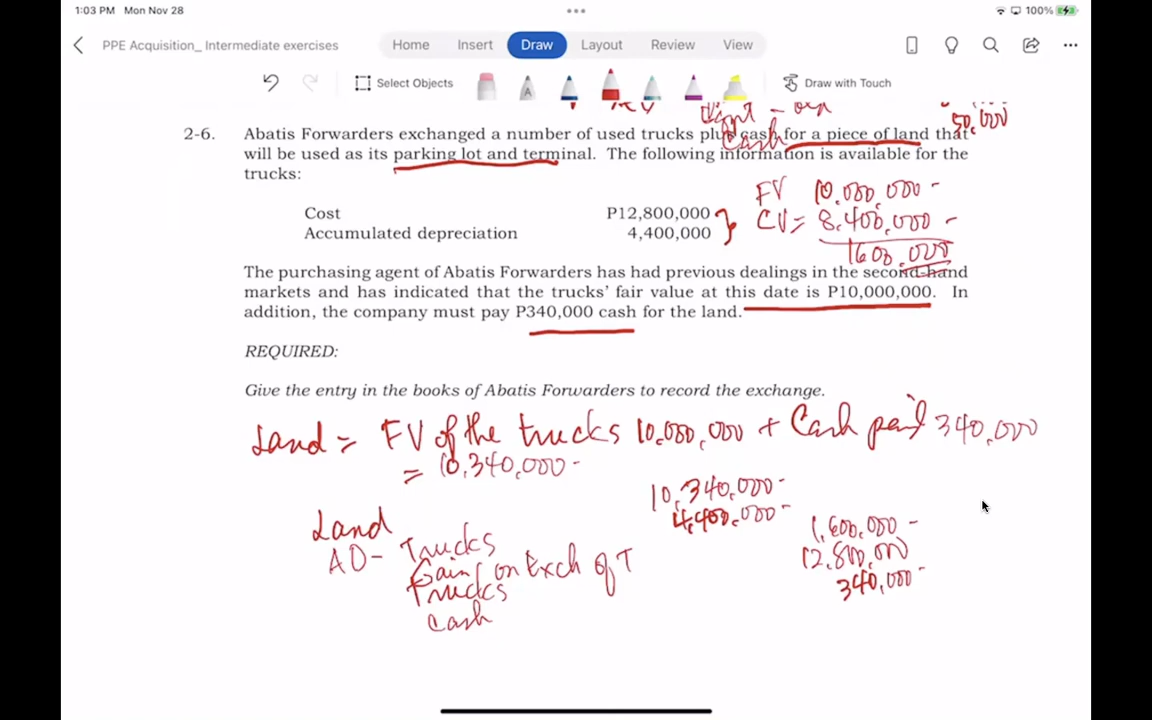 1:03 PM Mon Nov 28
100%
PPE Acquisition_ Intermediate exercises
Home Insert Draw Layout Review View
Select Objects
A
Draw with Touch
Cash
50,000
2-6. Abatis Forwarders exchanged a number of used trucks plus cash for a piece of land that
will be used as its parking lot and terminal. The following information is available for the
trucks:
FV 10,000,000 -
Cost P12,800,000
CV = 8,400,000 -
Accumulated depreciation 4,400,000
1600,000
The purchasing agent of Abatis Forwarders has had previous dealings in the second-hand
markets and has indicated that the trucks' fair value at this date is P10,000,000. In
addition, the company must pay P340,000 cash for the land.
REQUIRED:
Give the entry in the books of Abatis Forwarders to record the exchange.
Land = FV of the trucks 10,000,000 + Cash paid 340,000
= 10,340,000 -
Land 10,340,000 -
AD - Trucks 4,400,000 -
Gain on Exch of T 1,600,000 -
Trucks 12,800,000
Cash 340,000 -